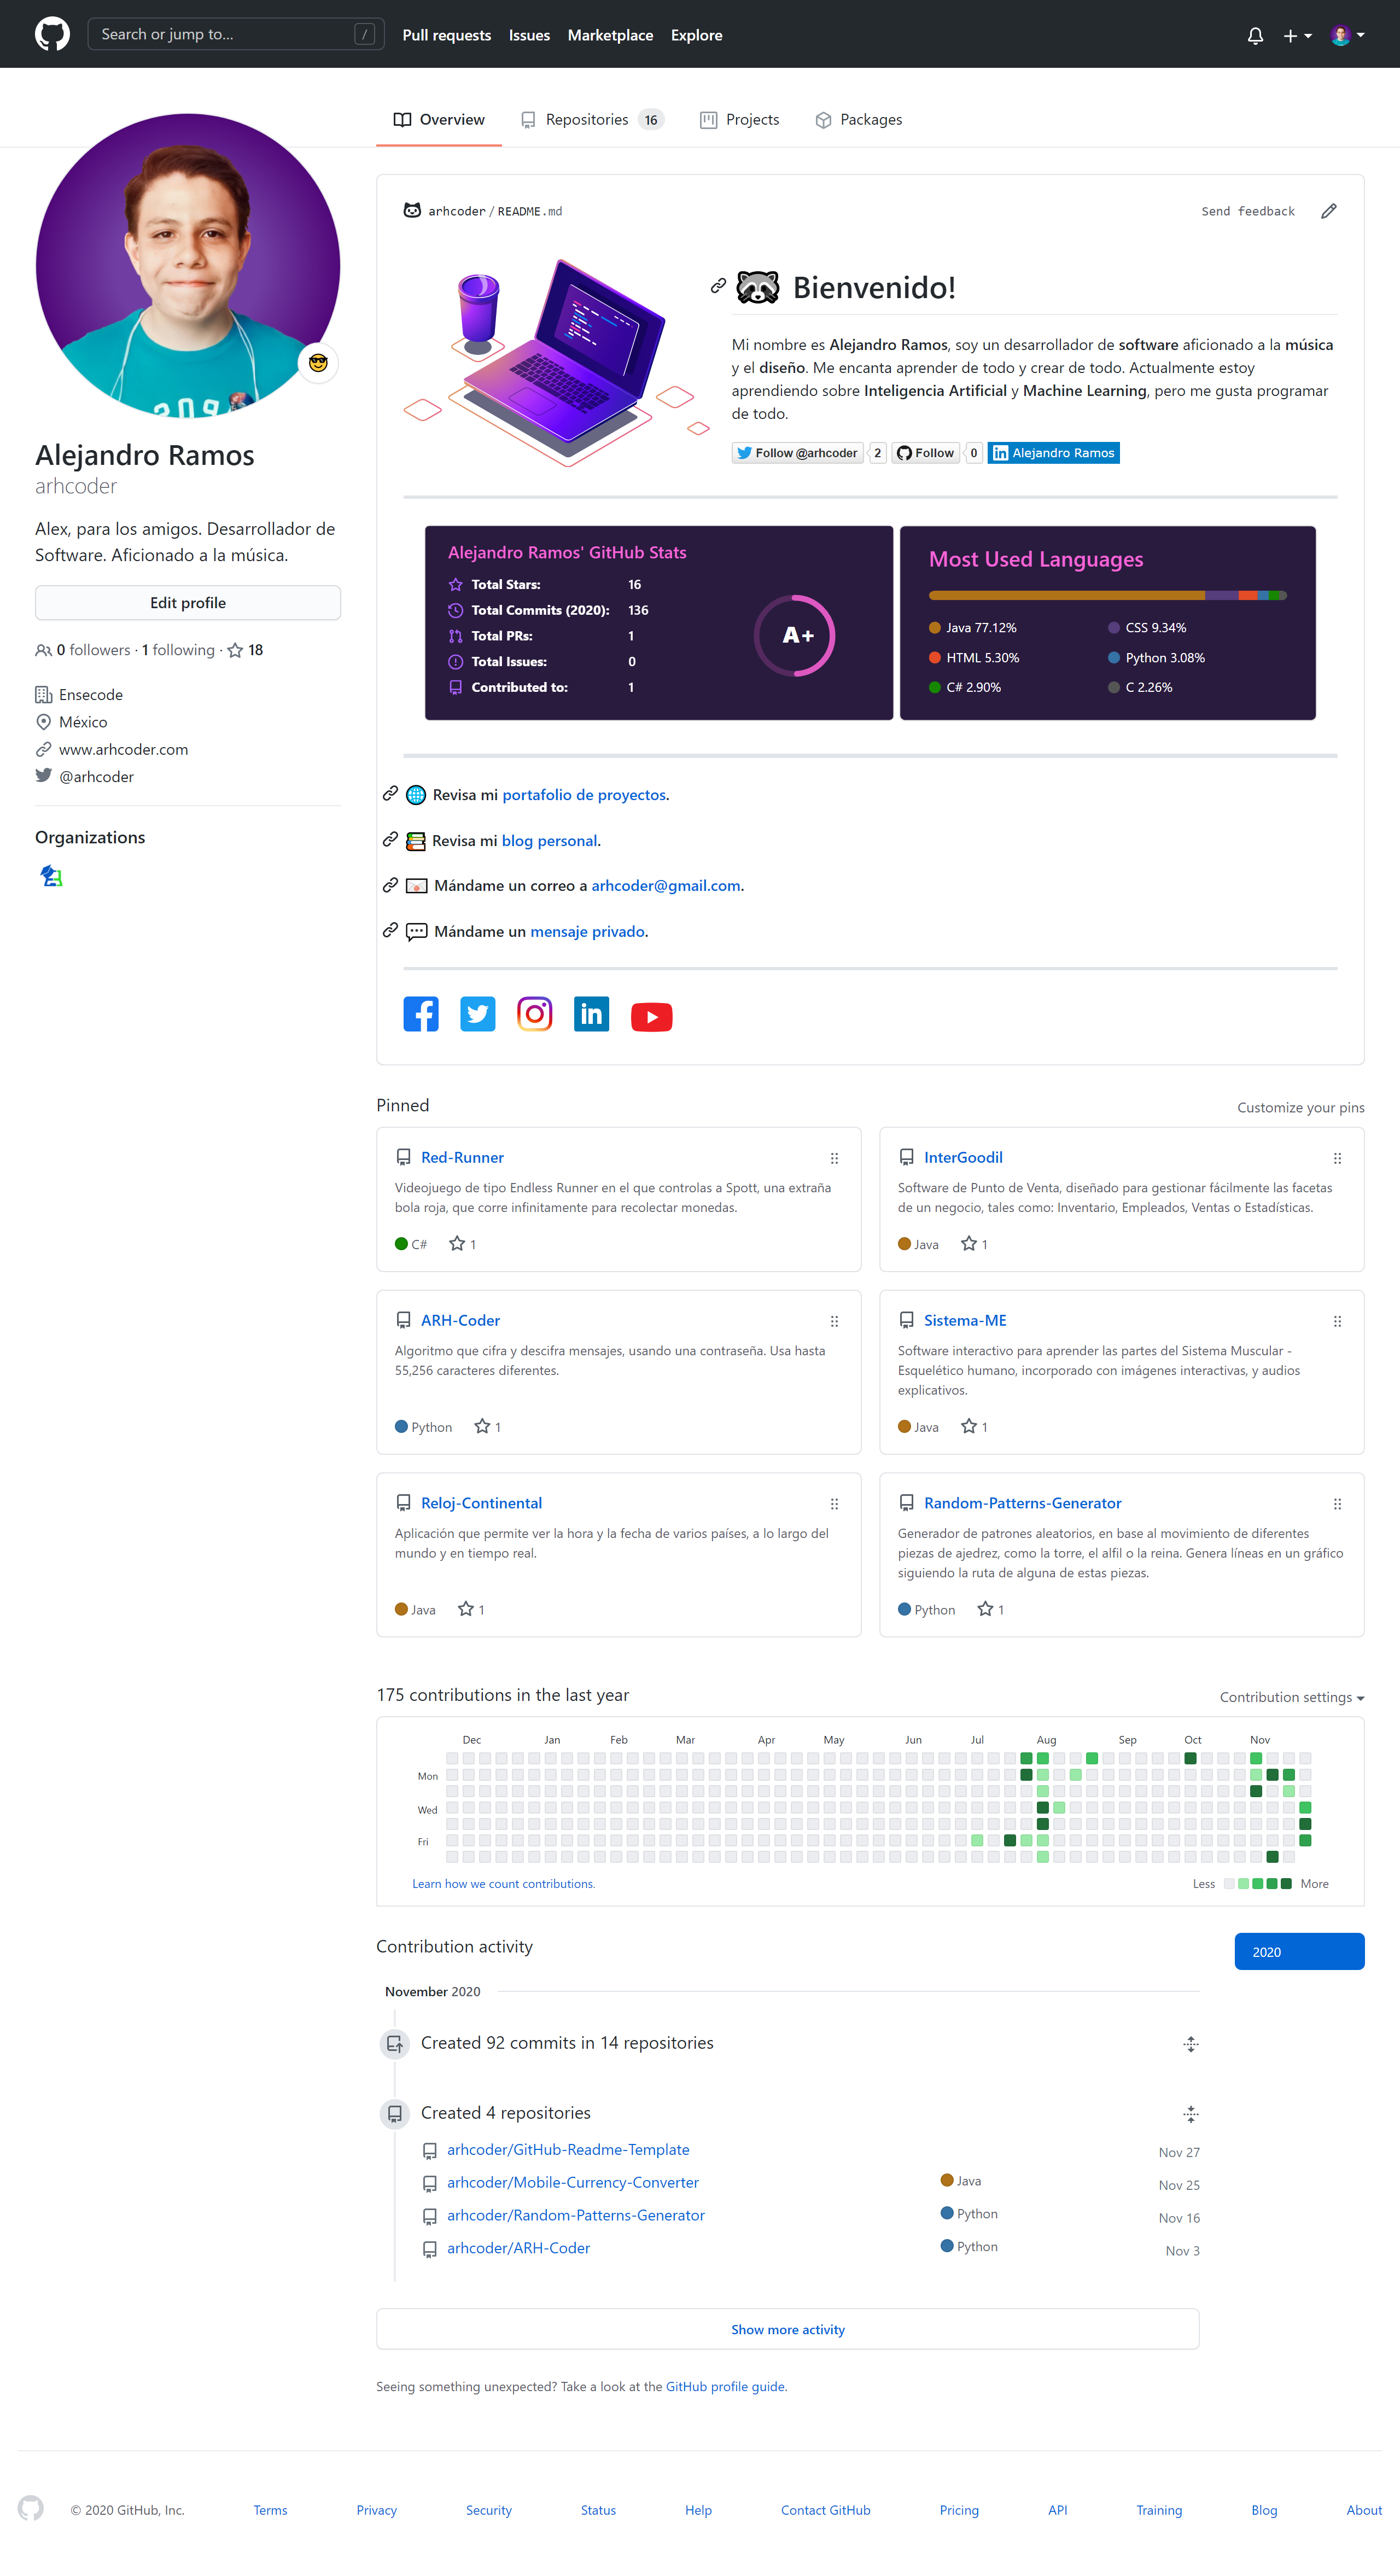 Search or jump to...
/
Pull requests
Issues
Marketplace
Explore
Overview
Repositories 16
Projects
Packages
Alejandro Ramos
arhcoder
Alex, para los amigos. Desarrollador de
Software. Aficionado a la música.
Edit profile
0 followers · 1 following · 18
Ensecode
México
www.arhcoder.com
@arhcoder
Organizations
arhcoder / README.md
Send feedback
Bienvenido!
Mi nombre es Alejandro Ramos, soy un desarrollador de software aficionado a la música
y el diseño. Me encanta aprender de todo y crear de todo. Actualmente estoy
aprendiendo sobre Inteligencia Artificial y Machine Learning, pero me gusta programar
de todo.
Follow @arhcoder 2 Follow 0 in Alejandro Ramos
Alejandro Ramos' GitHub Stats
Total Stars: 16
Total Commits (2020): 136
Total PRs: 1
Total Issues: 0
Contributed to: 1
A+
Most Used Languages
Java 77.12%
CSS 9.34%
HTML 5.30%
Python 3.08%
C# 2.90%
C 2.26%
Revisa mi portafolio de proyectos.
Revisa mi blog personal.
Mándame un correo a arhcoder@gmail.com.
Mándame un mensaje privado.
Pinned
Customize your pins
Red-Runner
Videojuego de tipo Endless Runner en el que controlas a Spott, una extraña
bola roja, que corre infinitamente para recolectar monedas.
C# 1
InterGoodil
Software de Punto de Venta, diseñado para gestionar fácilmente las facetas
de un negocio, tales como: Inventario, Empleados, Ventas o Estadísticas.
Java 1
ARH-Coder
Algoritmo que cifra y descifra mensajes, usando una contraseña. Usa hasta
55,256 caracteres diferentes.
Python 1
Sistema-ME
Software interactivo para aprender las partes del Sistema Muscular -
Esquelético humano, incorporado con imágenes interactivas, y audios
explicativos.
Java 1
Reloj-Continental
Aplicación que permite ver la hora y la fecha de varios países, a lo largo del
mundo y en tiempo real.
Java 1
Random-Patterns-Generator
Generador de patrones aleatorios, en base al movimiento de diferentes
piezas de ajedrez, como la torre, el alfil o la reina. Genera líneas en un gráfico
siguiendo la ruta de alguna de estas piezas.
Python 1
175 contributions in the last year
Contribution settings
Dec Jan Feb Mar Apr May Jun Jul Aug Sep Oct Nov
Mon
Wed
Fri
Learn how we count contributions.
Less More
Contribution activity
2020
November 2020
Created 92 commits in 14 repositories
Created 4 repositories
arhcoder/GitHub-Readme-Template Nov 27
arhcoder/Mobile-Currency-Converter Java Nov 25
arhcoder/Random-Patterns-Generator Python Nov 16
arhcoder/ARH-Coder Python Nov 3
Show more activity
Seeing something unexpected? Take a look at the GitHub profile guide.
© 2020 GitHub, Inc.
Terms
Privacy
Security
Status
Help
Contact GitHub
Pricing
API
Training
Blog
About